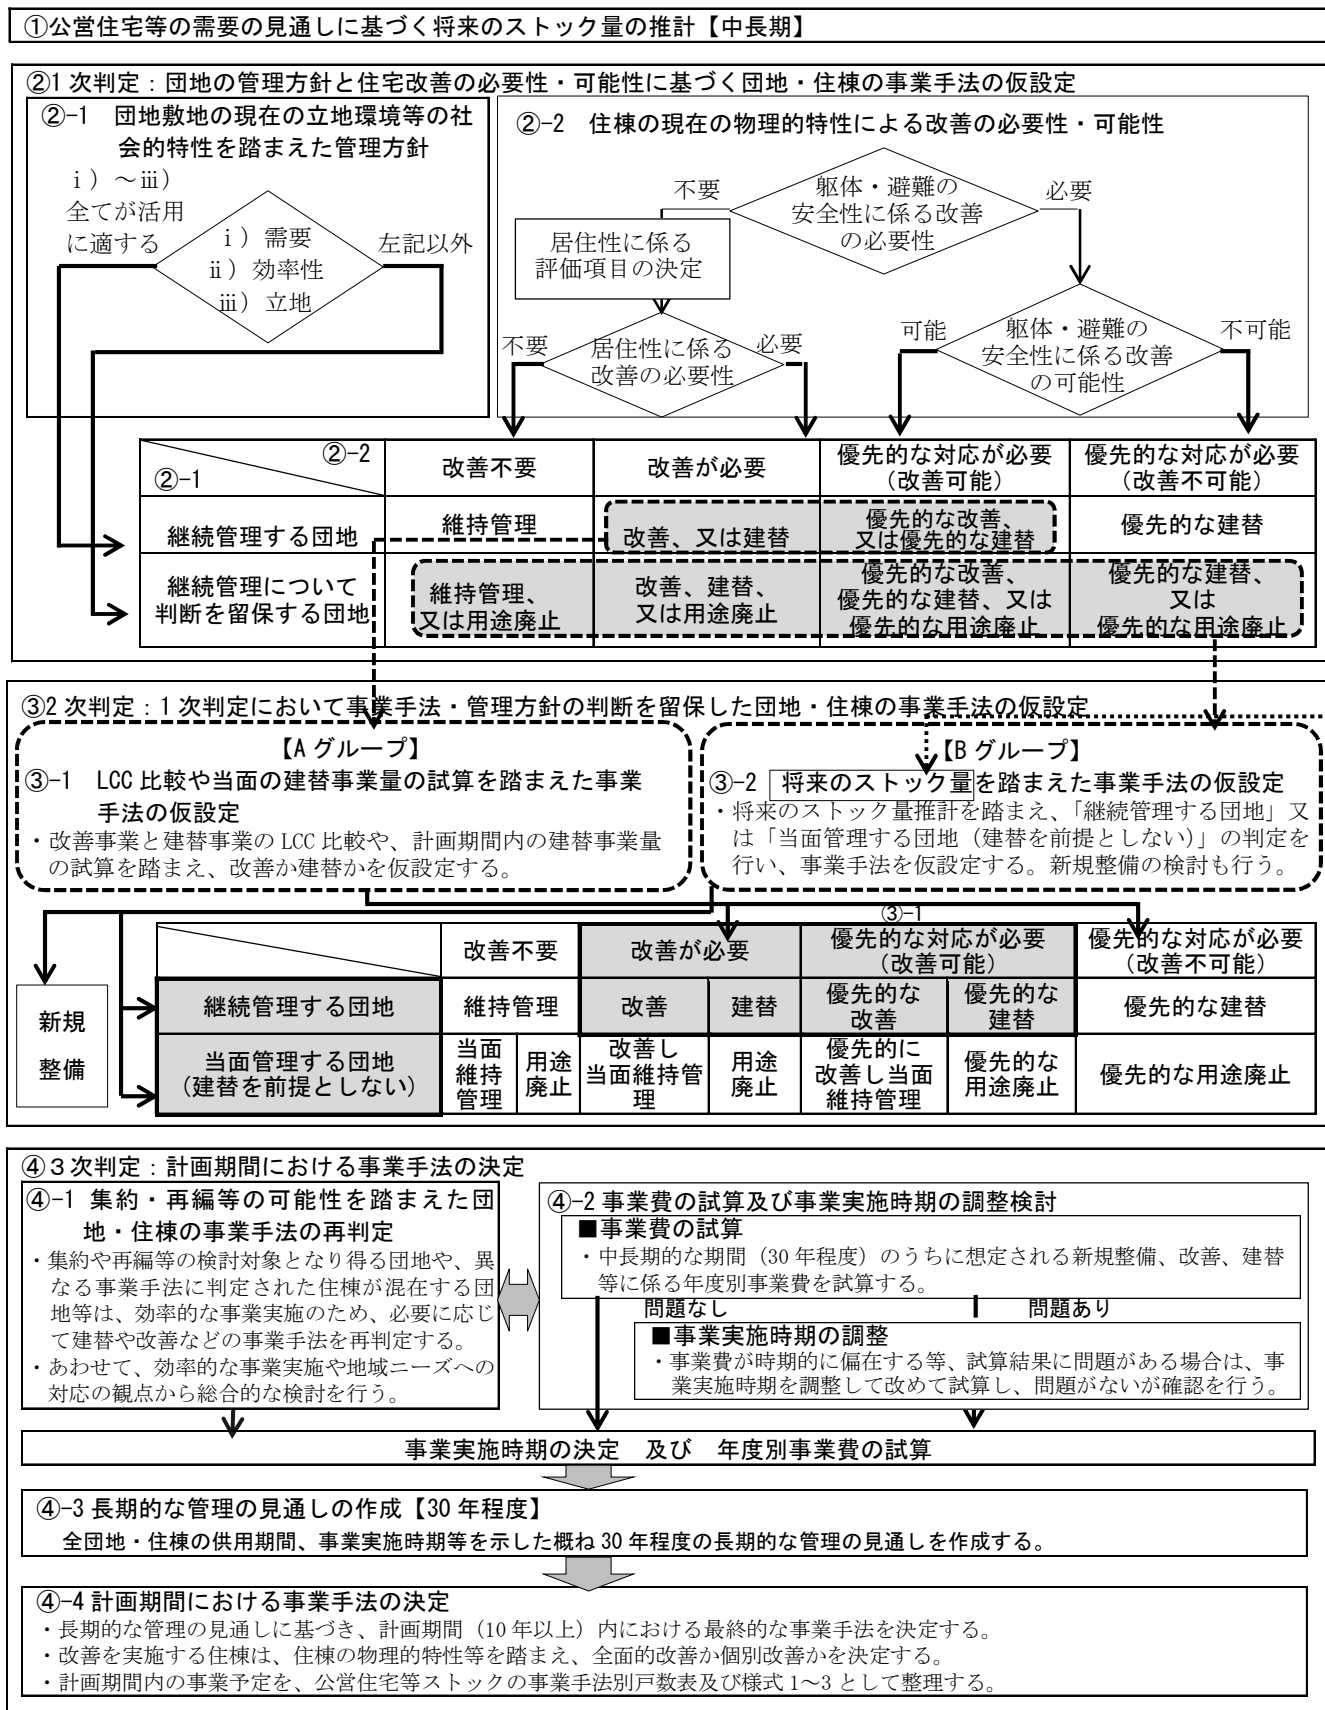 ①公営住宅等の需要の見通しに基づく将来のストック量の推計【中長期】
②1次判定：団地の管理方針と住宅改善の必要性・可能性に基づく団地・住棟の事業手法の仮設定
②-1　団地敷地の現在の立地環境等の社
会的特性を踏まえた管理方針
ⅰ）～ⅲ）
全てが活用
に適する
ⅰ）需要
ⅱ）効率性
ⅲ）立地
左記以外
②-2　住棟の現在の物理的特性による改善の必要性・可能性
不要
躯体・避難の
安全性に係る改善
の必要性
必要
居住性に係る
評価項目の決定
不要
居住性に係る
改善の必要性
必要
可能
躯体・避難の
安全性に係る改善
の可能性
不可能
②-2
②-1
改善不要
改善が必要
優先的な対応が必要
（改善可能）
優先的な対応が必要
（改善不可能）
継続管理する団地
維持管理
改善、又は建替
優先的な改善、
又は優先的な建替
優先的な建替
継続管理について
判断を留保する団地
維持管理、
又は用途廃止
改善、建替、
又は用途廃止
優先的な改善、
優先的な建替、又は
優先的な用途廃止
優先的な建替、
又は
優先的な用途廃止
③2次判定：1次判定において事業手法・管理方針の判断を留保した団地・住棟の事業手法の仮設定
【Aグループ】
③-1　LCC比較や当面の建替事業量の試算を踏まえた事業
手法の仮設定
・改善事業と建替事業のLCC比較や、計画期間内の建替事業量
の試算を踏まえ、改善か建替かを仮設定する。
【Bグループ】
③-2 将来のストック量を踏まえた事業手法の仮設定
・将来のストック量推計を踏まえ、「継続管理する団地」又
は「当面管理する団地（建替を前提としない）」の判定を
行い、事業手法を仮設定する。新規整備の検討も行う。
③-1
改善不要
改善が必要
優先的な対応が必要
（改善可能）
優先的な対応が必要
（改善不可能）
新規
整備
継続管理する団地
維持管理
改善
建替
優先的な
改善
優先的な
建替
優先的な建替
当面管理する団地
（建替を前提としない）
当面
維持
管理
用途
廃止
改善し
当面維持管
理
用途
廃止
優先的に
改善し当面
維持管理
優先的な
用途廃止
優先的な用途廃止
④３次判定：計画期間における事業手法の決定
④-1 集約・再編等の可能性を踏まえた団
地・住棟の事業手法の再判定
・集約や再編等の検討対象となり得る団地や、異
なる事業手法に判定された住棟が混在する団
地等は、効率的な事業実施のため、必要に応じ
て建替や改善などの事業手法を再判定する。
・あわせて、効率的な事業実施や地域ニーズへの
対応の観点から総合的な検討を行う。
④-2 事業費の試算及び事業実施時期の調整検討
■事業費の試算
・中長期的な期間（30年程度）のうちに想定される新規整備、改善、建替
等に係る年度別事業費を試算する。
問題なし
問題あり
■事業実施時期の調整
・事業費が時期的に偏在する等、試算結果に問題がある場合は、事
業実施時期を調整して改めて試算し、問題がないが確認を行う。
事業実施時期の決定　及び　年度別事業費の試算
④-3 長期的な管理の見通しの作成【30年程度】
全団地・住棟の供用期間、事業実施時期等を示した概ね30年程度の長期的な管理の見通しを作成する。
④-4 計画期間における事業手法の決定
・長期的な管理の見通しに基づき、計画期間（10年以上）内における最終的な事業手法を決定する。
・改善を実施する住棟は、住棟の物理的特性等を踏まえ、全面的改善か個別改善かを決定する。
・計画期間内の事業予定を、公営住宅等ストックの事業手法別戸数表及び様式1～3として整理する。